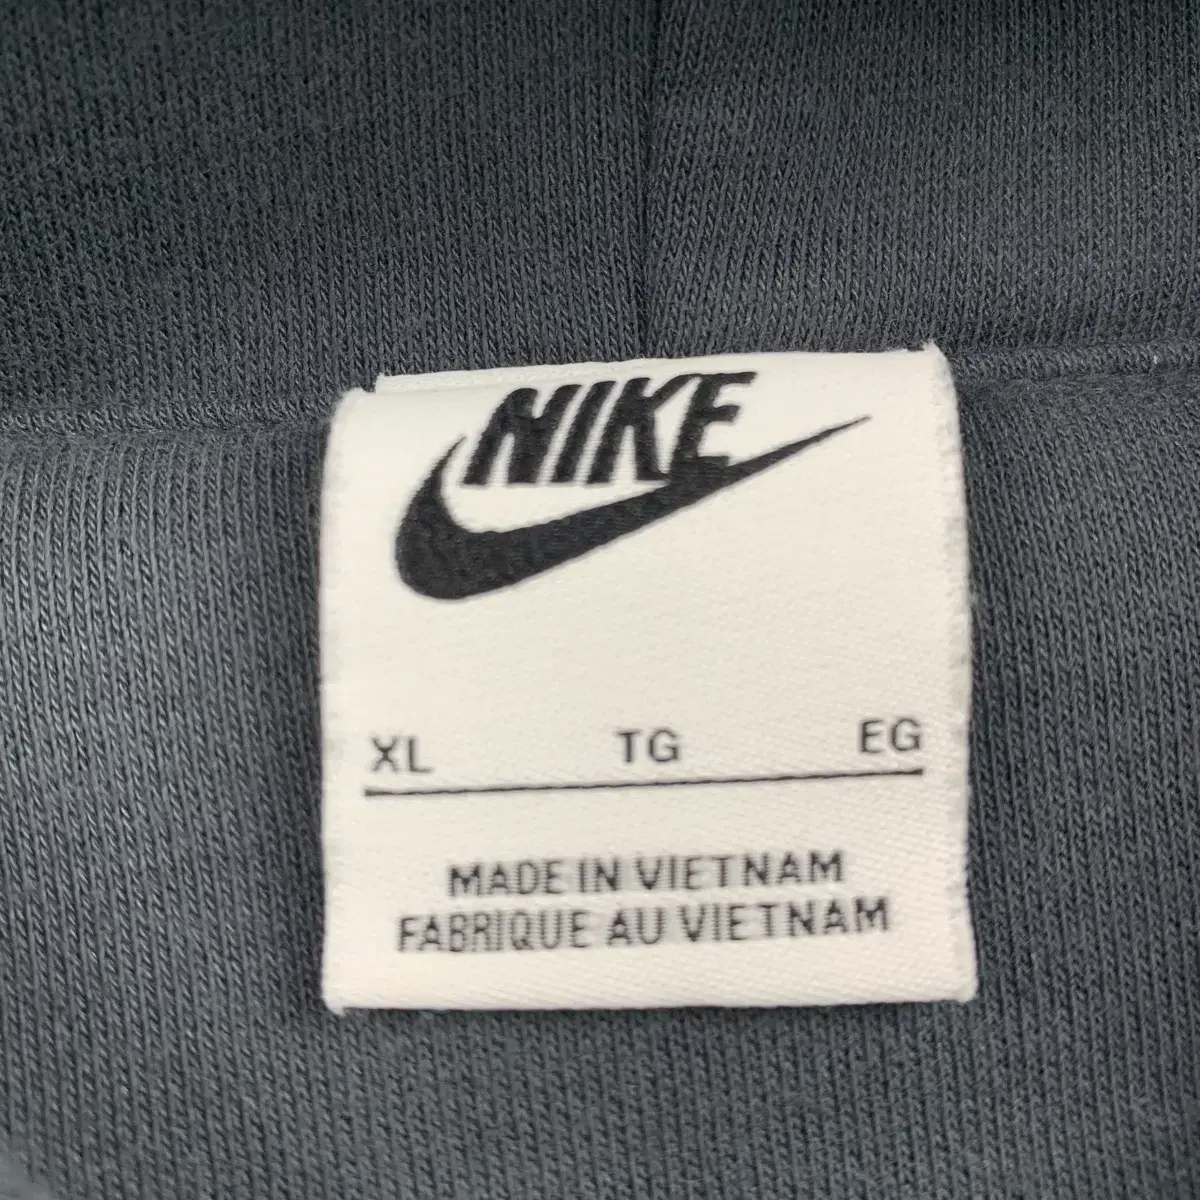 NIKE
XL TG EG
MADE IN VIETNAM
FABRIQUE AU VIETNAM